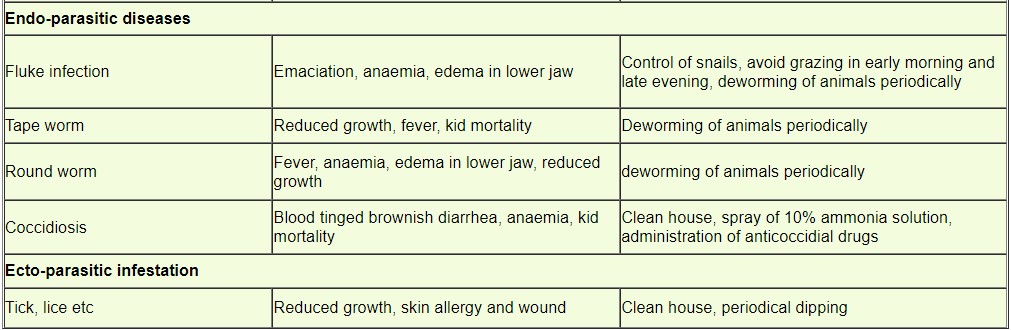 Endo-parasitic diseases
Fluke infection
Emaciation, anaemia, edema in lower jaw
Control of snails, avoid grazing in early morning and
late evening, deworming of animals periodically
Tape worm
Reduced growth, fever, kid mortality
Deworming of animals periodically
Round worm
Fever, anaemia, edema in lower jaw, reduced
growth
deworming of animals periodically
Coccidiosis
Blood tinged brownish diarrhea, anaemia, kid
mortality
Clean house, spray of 10% ammonia solution,
administration of anticoccidial drugs
Ecto-parasitic infestation
Tick, lice etc
Reduced growth, skin allergy and wound
Clean house, periodical dipping